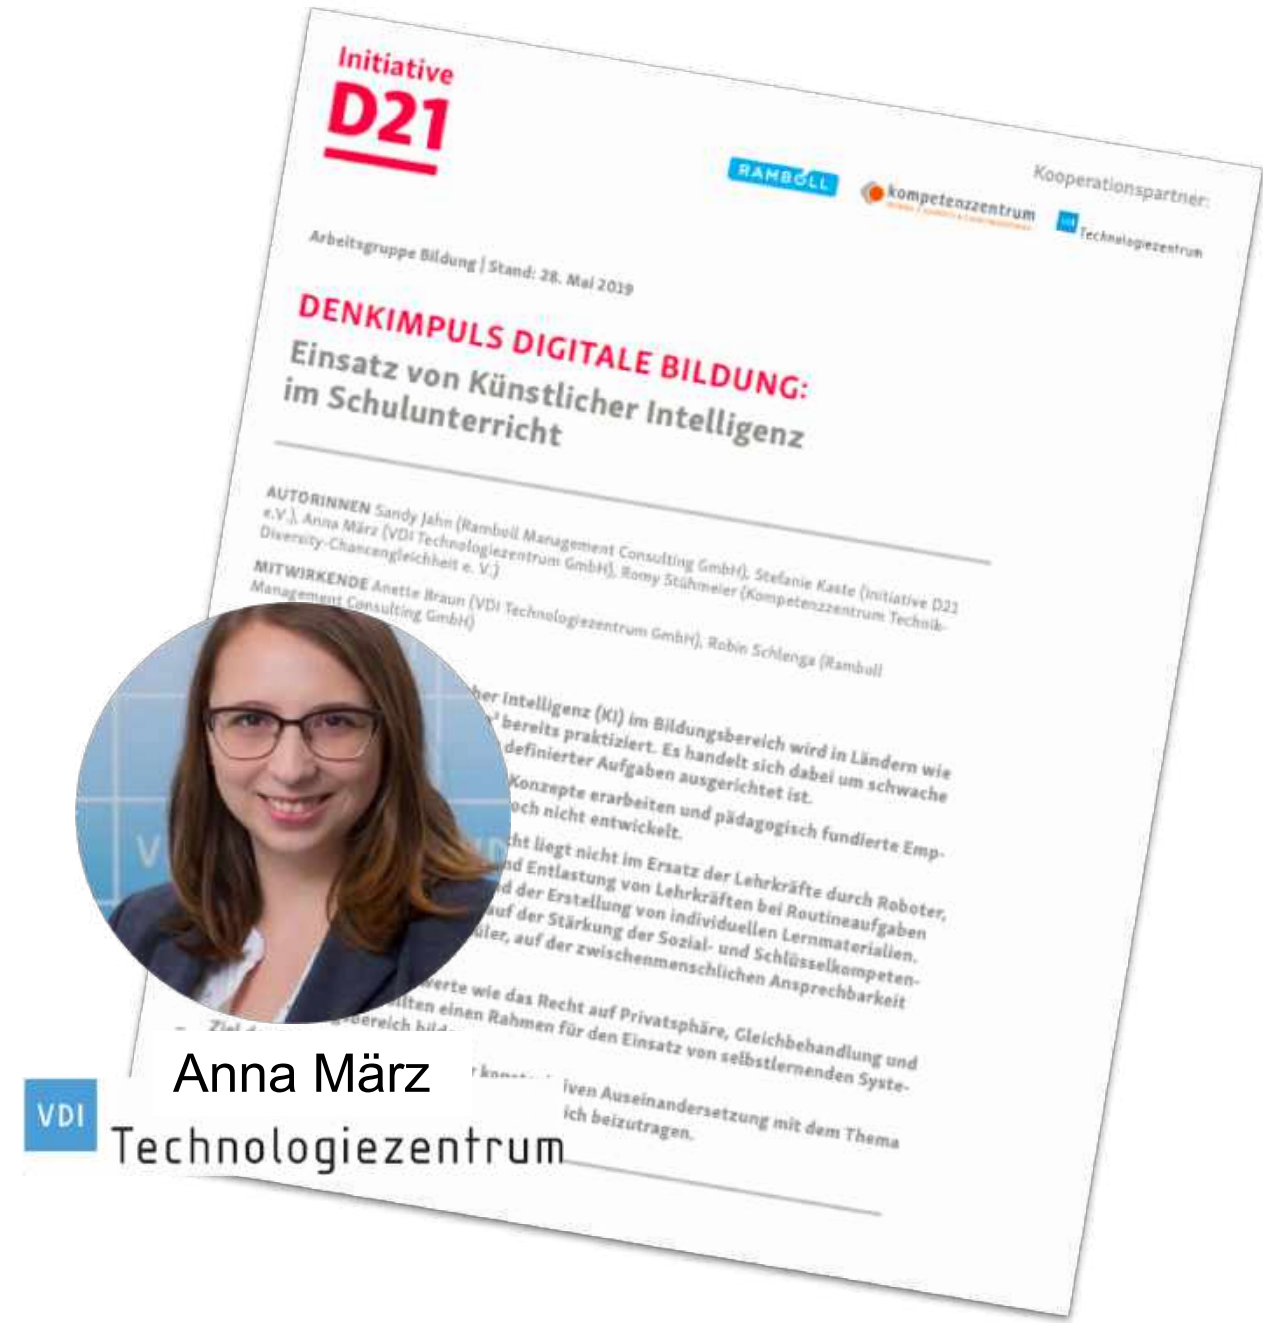 Initiative
D21
Kooperationspartner:
RAMBOLL
kompetenzzentrum
VDI
Technologiezentrum
Arbeitsgruppe Bildung | Stand: 28. Mai 2019
DENKIMPULS DIGITALE BILDUNG:
Einsatz von Künstlicher Intelligenz
im Schulunterricht
AUTORINNEN Sandy Jahn (Ramboll Management Consulting GmbH), Stefanie Kaste (Initiative D21
e.V.), Anna März (VDI Technologiezentrum GmbH), Romy Stühmeier (Kompetenzzentrum Technik-
Diversity-Chancengleichheit e. V.)
MITWIRKENDE Anette Braun (VDI Technologiezentrum GmbH), Robin Schlenga (Ramboll
Management Consulting GmbH)
her Intelligenz (KI) im Bildungsbereich wird in Ländern wie
bereits praktiziert. Es handelt sich dabei um schwache
definierter Aufgaben ausgerichtet ist.
Konzepte erarbeiten und pädagogisch fundierte Emp-
och nicht entwickelt.
cht liegt nicht im Ersatz der Lehrkräfte durch Roboter,
nd Entlastung von Lehrkräften bei Routineaufgaben
d der Erstellung von individuellen Lernmaterialien.
auf der Stärkung der Sozial- und Schlüsselkompeten-
üler, auf der zwischenmenschlichen Ansprechbarkeit
werte wie das Recht auf Privatsphäre, Gleichbehandlung und
llten einen Rahmen für den Einsatz von selbstlernenden Syste-
Ziel
gsbereich
iven Auseinandersetzung mit dem Thema
ich beizutragen.
Anna März
VDI
Technologiezentrum